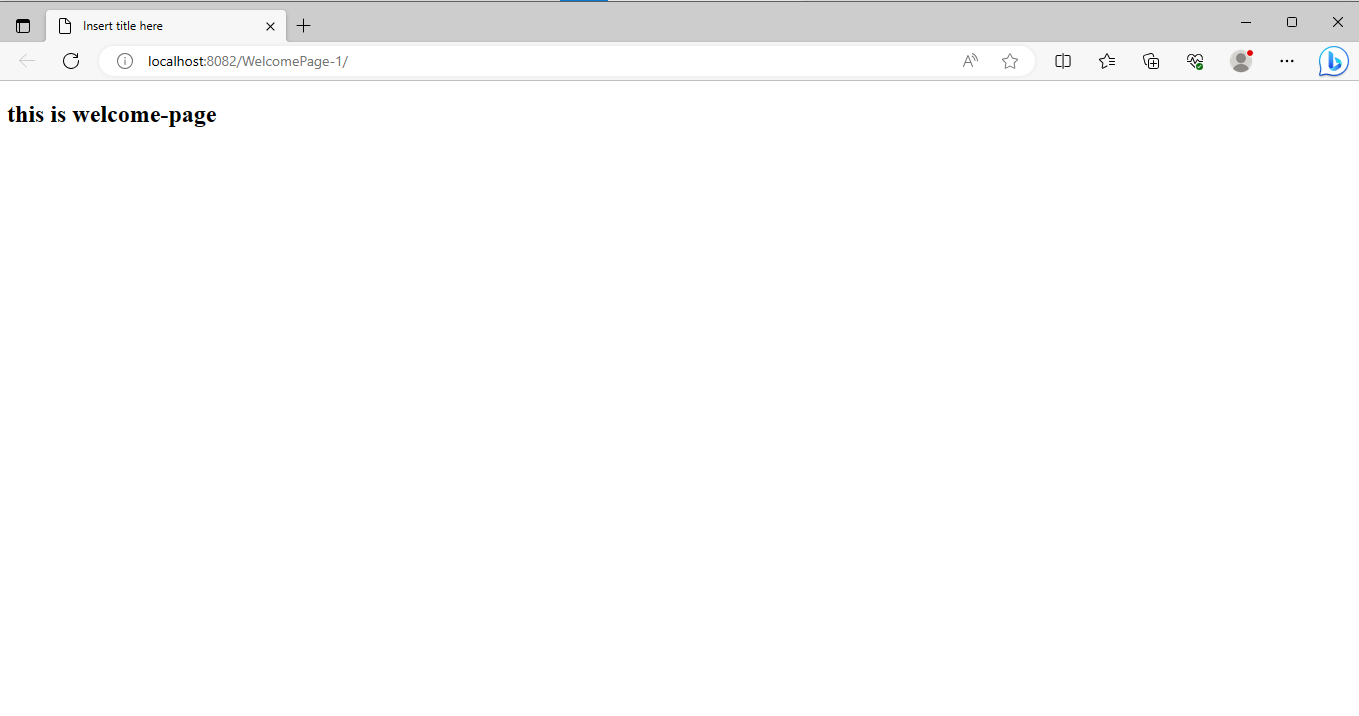 Insert title here
localhost:8082/WelcomePage-1/
this is welcome-page